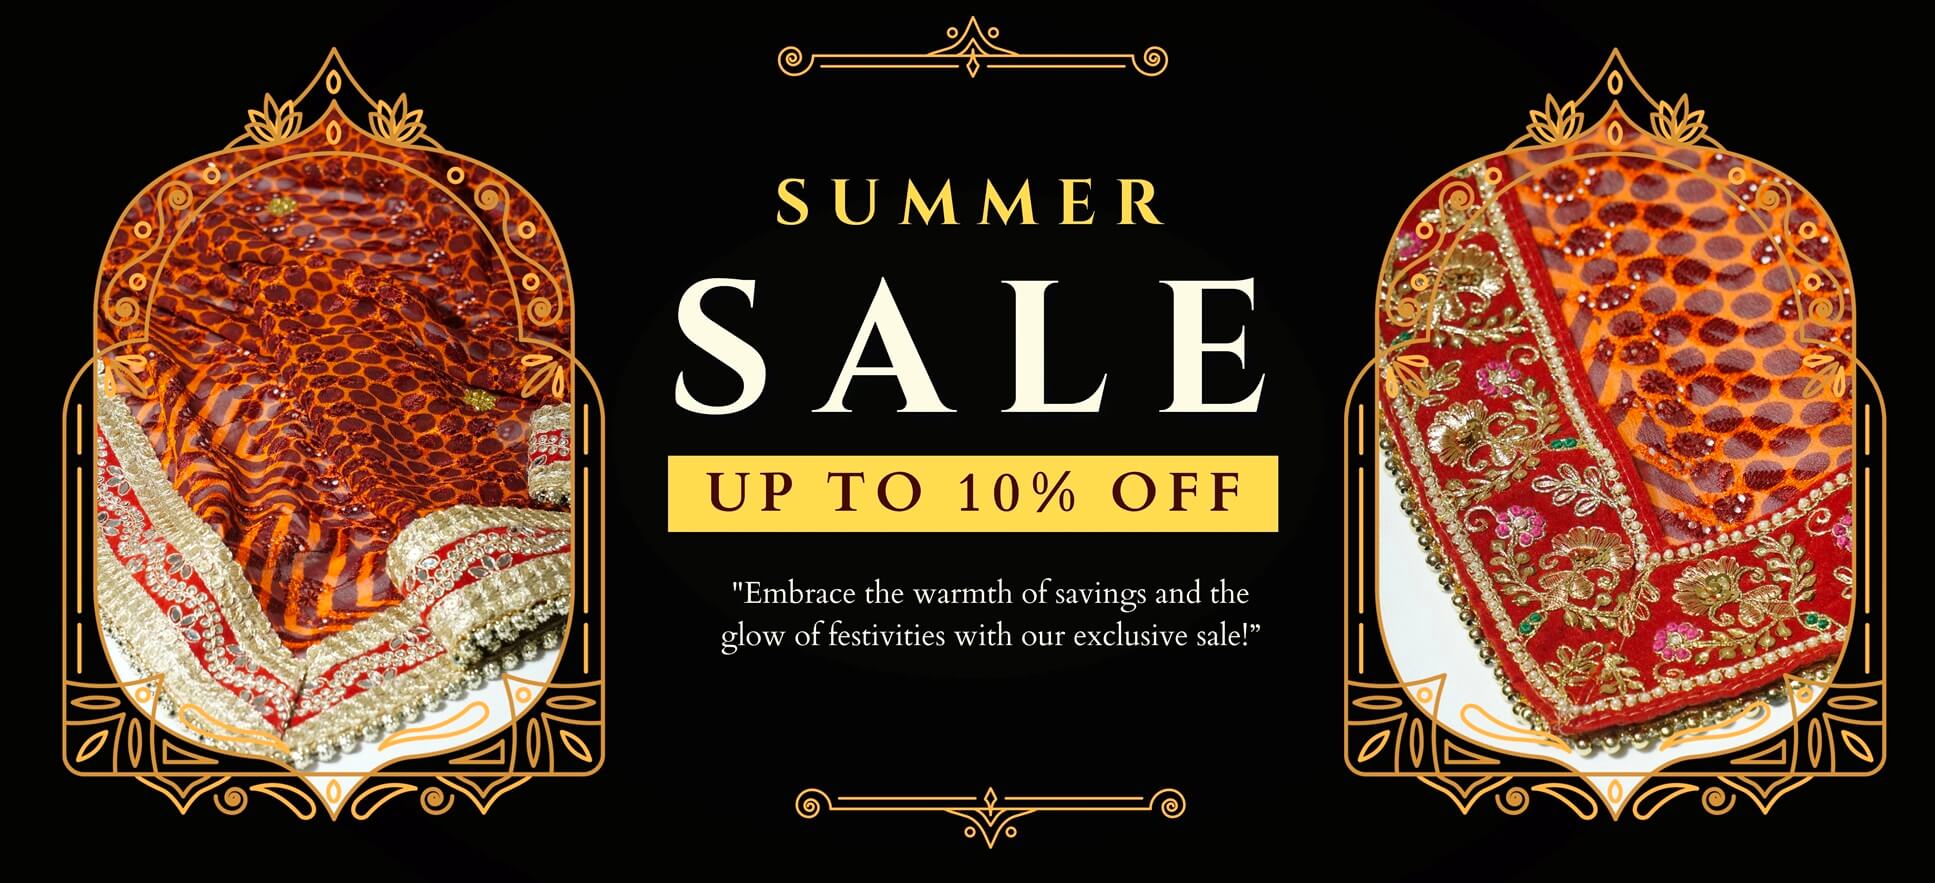 SUMMER
SALE
UP TO 10% OFF
"Embrace the warmth of savings and the
glow of festivities with our exclusive sale!”